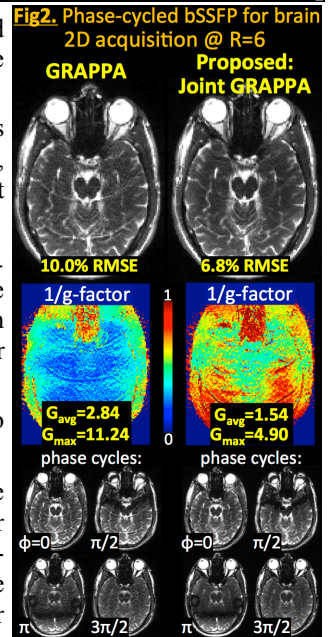 Fig2. Phase-cycled bSSFP for brain
2D acquisition @ R=6
GRAPPA
Proposed:
Joint GRAPPA
10.0% RMSE
6.8% RMSE
1/g-factor
1
1/g-factor
0
Gavg=2.84
Gmax=11.24
Gavg=1.54
Gmax=4.90
phase cycles:
phase cycles:
ϕ=0
π/2
ϕ=0
π/2
π
3π/2
π
3π/2